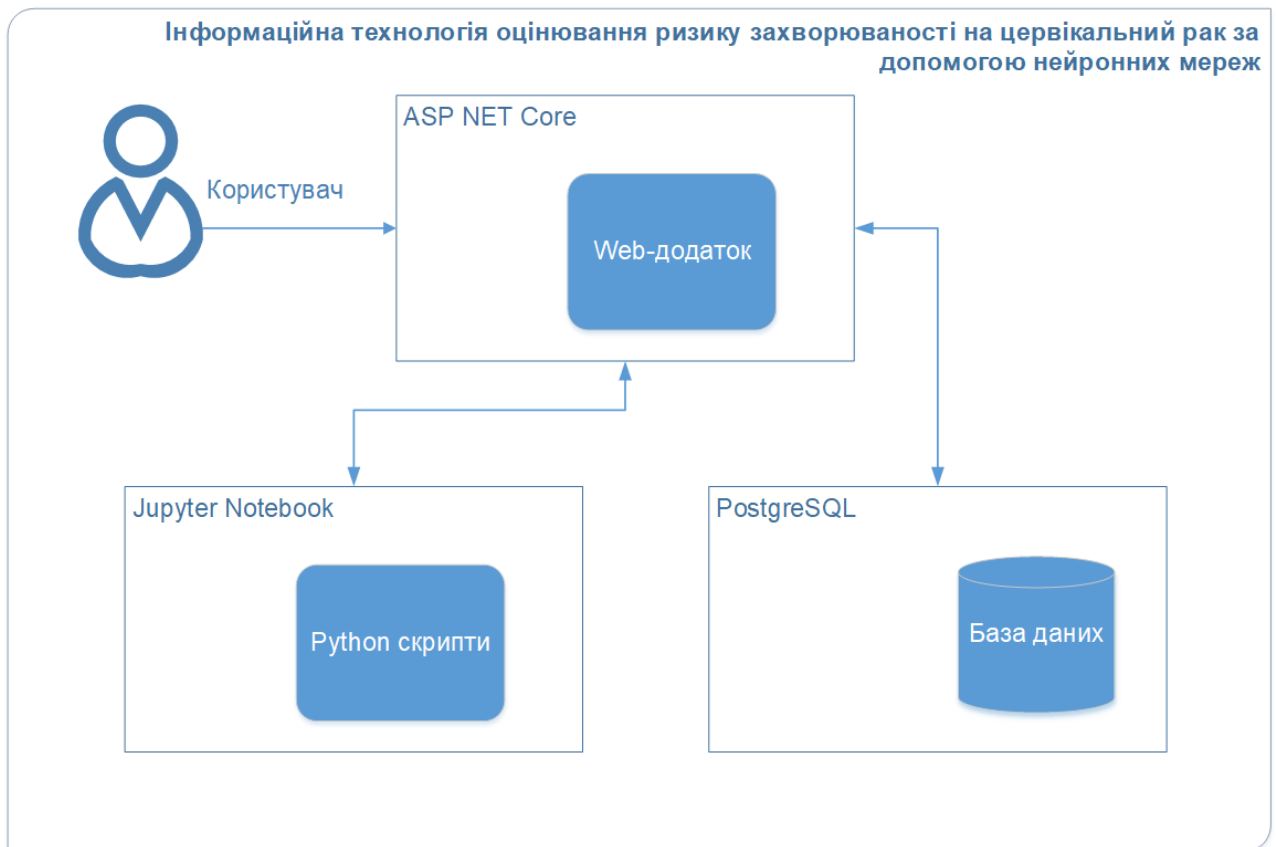 Інформаційна технологія оцінювання ризику захворюваності на цервікальний рак за
допомогою нейронних мереж
ASP NET Core
Користувач
Web-додаток
Jupyter Notebook
PostgreSQL
Python скрипти
База даних